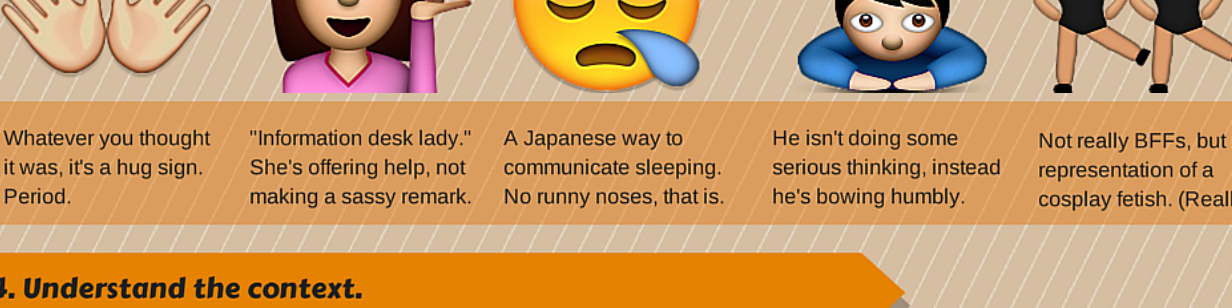 Whatever you thought
it was, it's a hug sign.
Period.
"Information desk lady."
She's offering help, not
making a sassy remark.
A Japanese way to
communicate sleeping.
No runny noses, that is.
He isn't doing some
serious thinking, instead
he's bowing humbly.
Not really BFFs, but
representation of a
cosplay fetish. (Reall
4. Understand the context.